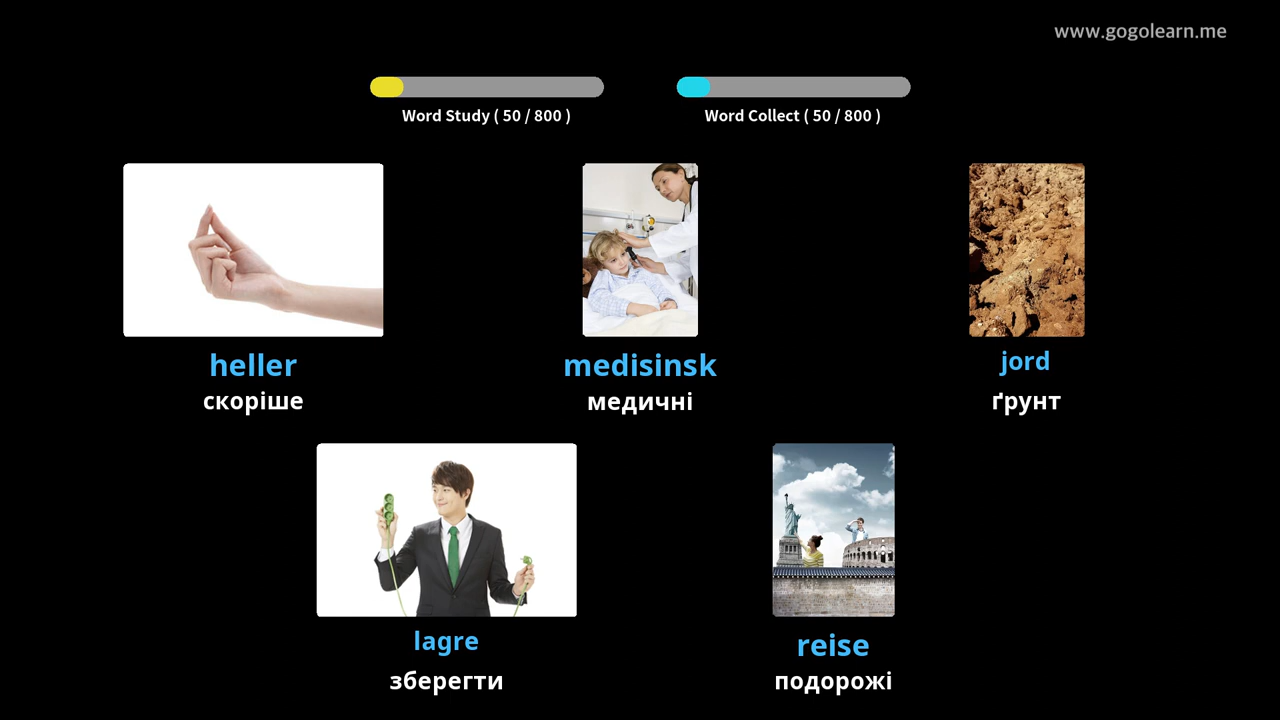 www.gogolearn.me
Word Study ( 50 / 800 )
Word Collect ( 50 / 800 )
heller
скоріше
medisinsk
медичні
jord
ґрунт
lagre
зберегти
reise
подорожі